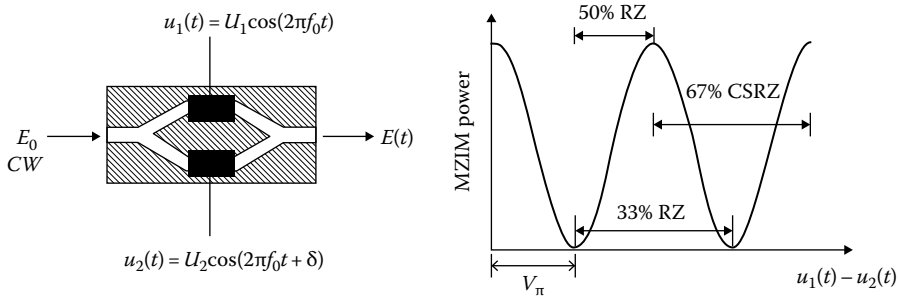 u₁(t) = U₁cos(2πf₀t)
E₀
CW
E(t)
u₂(t) = U₂cos(2πf₀t + δ)
MZIM power
50% RZ
67% CSRZ
33% RZ
Vπ
u₁(t) – u₂(t)